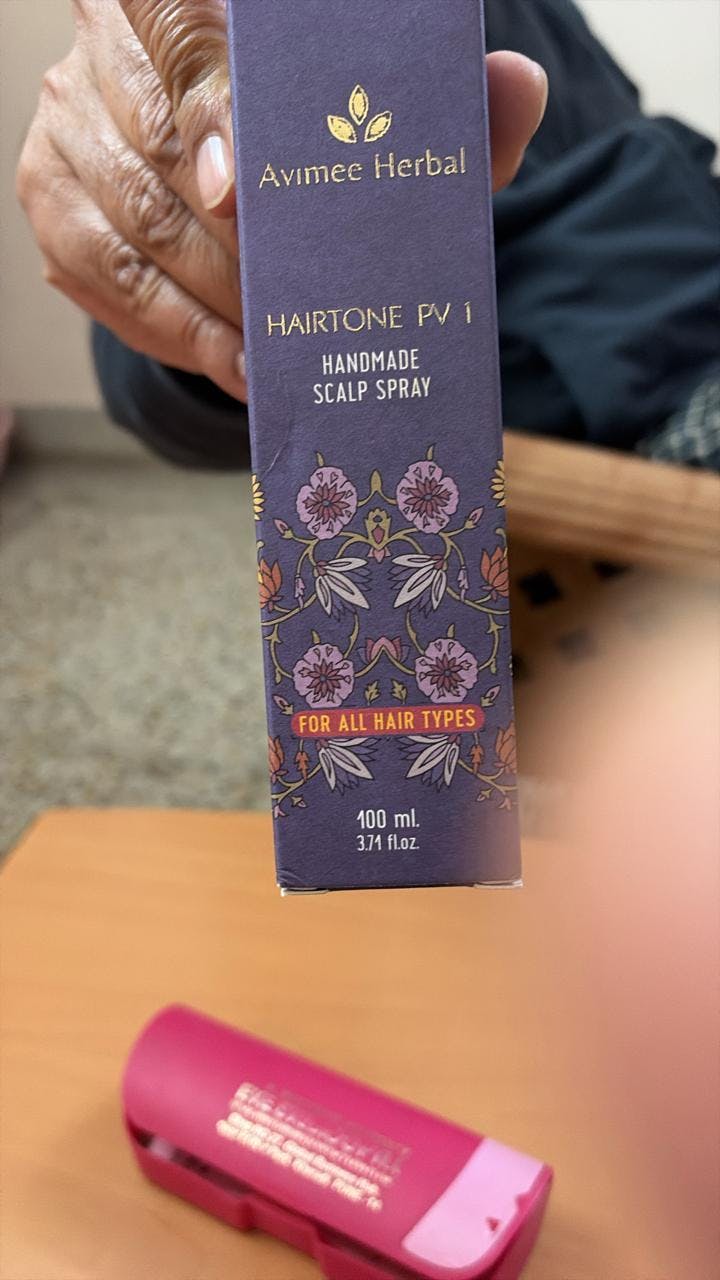 Avimee Herbal
HAIRTONE PV 1
HANDMADE
SCALP SPRAY
FOR ALL HAIR TYPES
100 ml.
3.71 fl.oz.